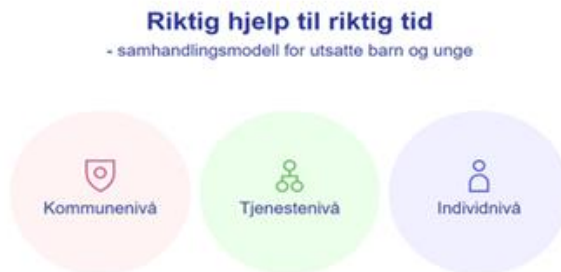 Riktig hjelp til riktig tid
- samhandlingsmodell for utsatte barn og unge
Kommunenivå
Tjenestenivå
Individnivå